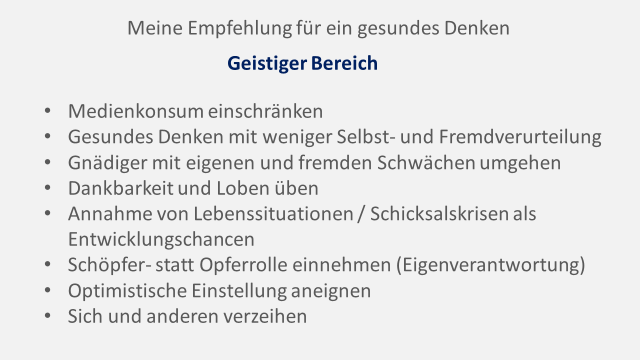 Meine Empfehlung für ein gesundes Denken
Geistiger Bereich
• Medienkonsum einschränken
• Gesundes Denken mit weniger Selbst- und Fremdverurteilung
• Gnädiger mit eigenen und fremden Schwächen umgehen
• Dankbarkeit und Loben üben
• Annahme von Lebenssituationen / Schicksalskrisen als
Entwicklungschancen
• Schöpfer- statt Opferrolle einnehmen (Eigenverantwortung)
• Optimistische Einstellung aneignen
• Sich und anderen verzeihen